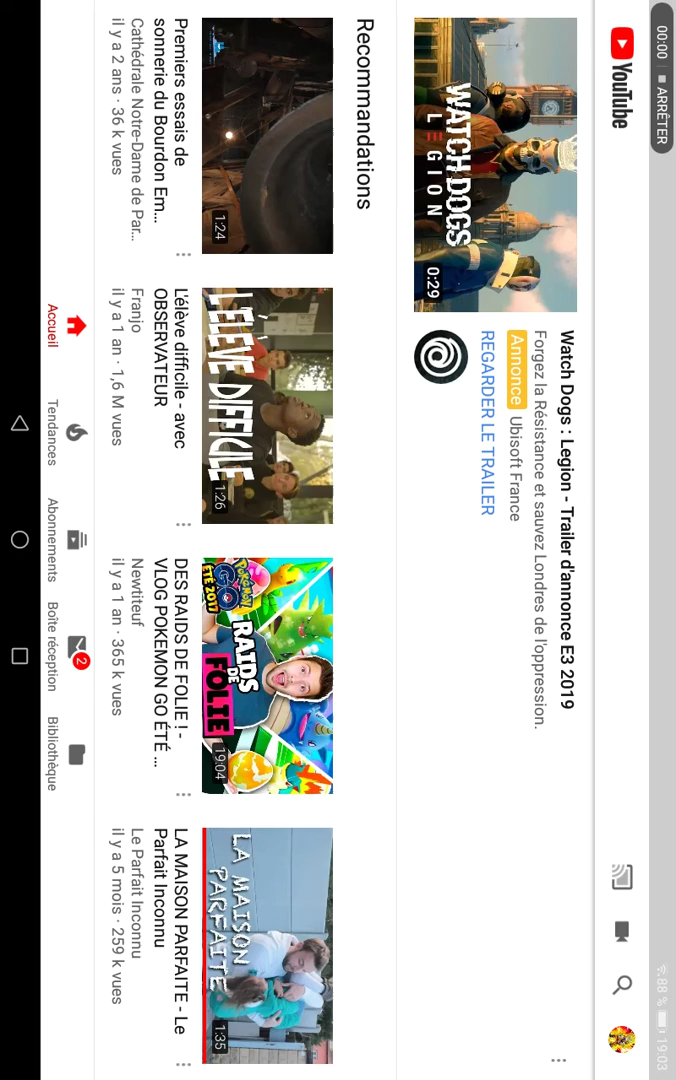 00:00 ARRÊTER
88 % 19:03
YouTube
WATCH DOGS
LEGION
0:29
Watch Dogs : Legion - Trailer d'annonce E3 2019
Forgez la Résistance et sauvez Londres de l'oppression.
Annonce Ubisoft France
REGARDER LE TRAILER
Recommandations
1:24
Premiers essais de
sonnerie du Bourdon Em...
Cathédrale Notre-Dame de Par...
il y a 2 ans · 36 k vues
L'ÉLÈVE DIFFICILE
1:26
L'élève difficile - avec
OBSERVATEUR
Franjo
il y a 1 an · 1,6 M vues
POKÉMON
GO
ÉTÉ 2017
RAIDS
DE
FOLIE
19:04
DES RAIDS DE FOLIE ! -
VLOG POKEMON GO ÉTÉ ...
Newtiteuf
il y a 1 an · 365 k vues
LA MAISON
PARFAITE
1:35
LA MAISON PARFAITE - Le
Parfait Inconnu
Le Parfait Inconnu
il y a 5 mois · 259 k vues
Accueil
Tendances
Abonnements
2
Boîte réception
Bibliothèque